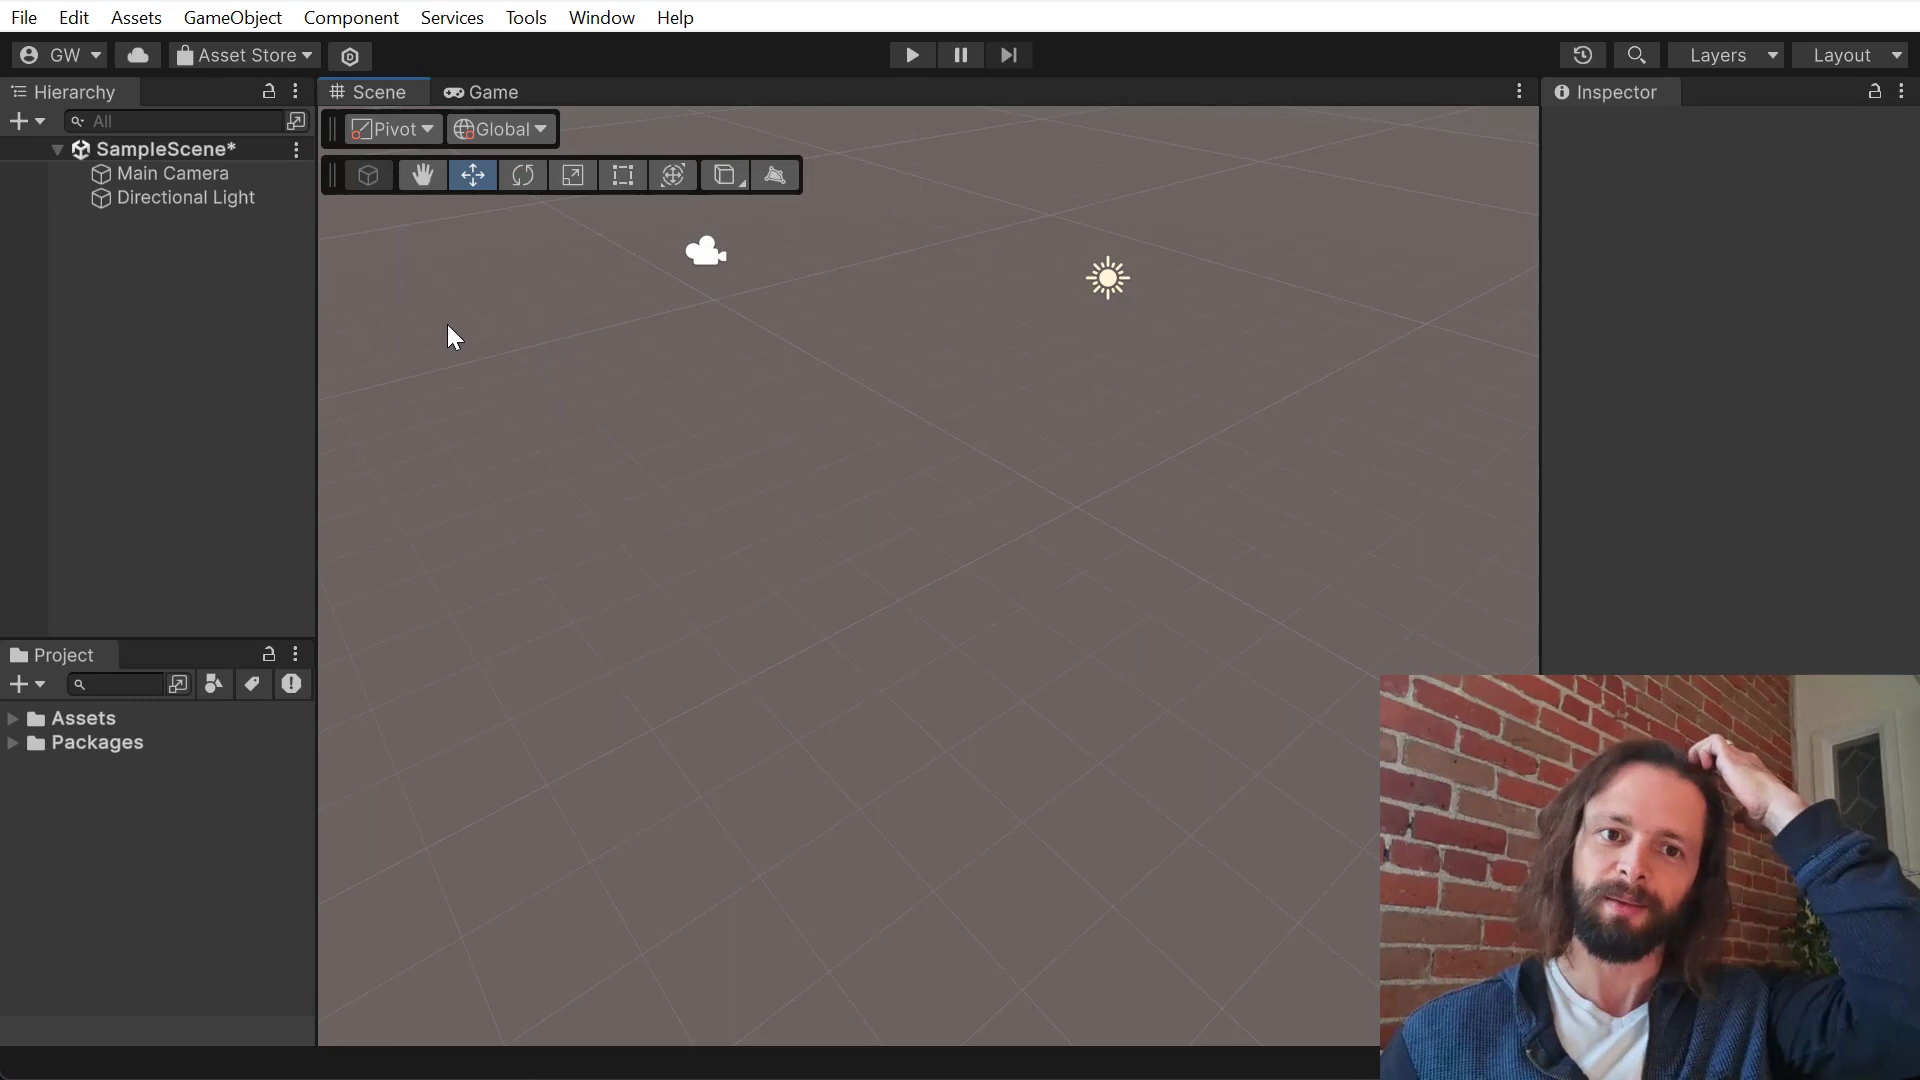 File Edit Assets GameObject Component Services Tools Window Help
GW Asset Store Layers Layout
Hierarchy Scene Game Inspector
Pivot Global
All
SampleScene*
Main Camera
Directional Light
Project
Assets
Packages